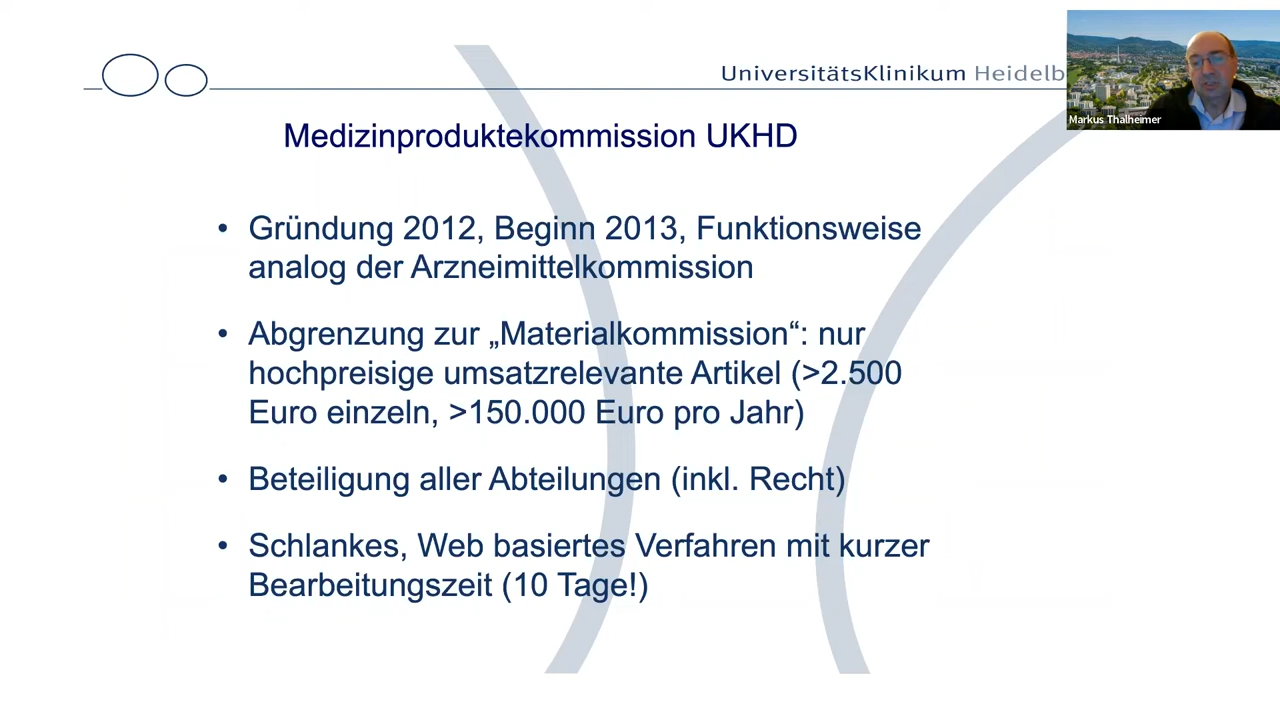 UniversitätsKlinikum Heidelb
Markus Thalheimer
Medizinproduktekommission UKHD
• Gründung 2012, Beginn 2013, Funktionsweise
analog der Arzneimittelkommission
• Abgrenzung zur „Materialkommission“: nur
hochpreisige umsatzrelevante Artikel (>2.500
Euro einzeln, >150.000 Euro pro Jahr)
• Beteiligung aller Abteilungen (inkl. Recht)
• Schlankes, Web basiertes Verfahren mit kurzer
Bearbeitungszeit (10 Tage!)